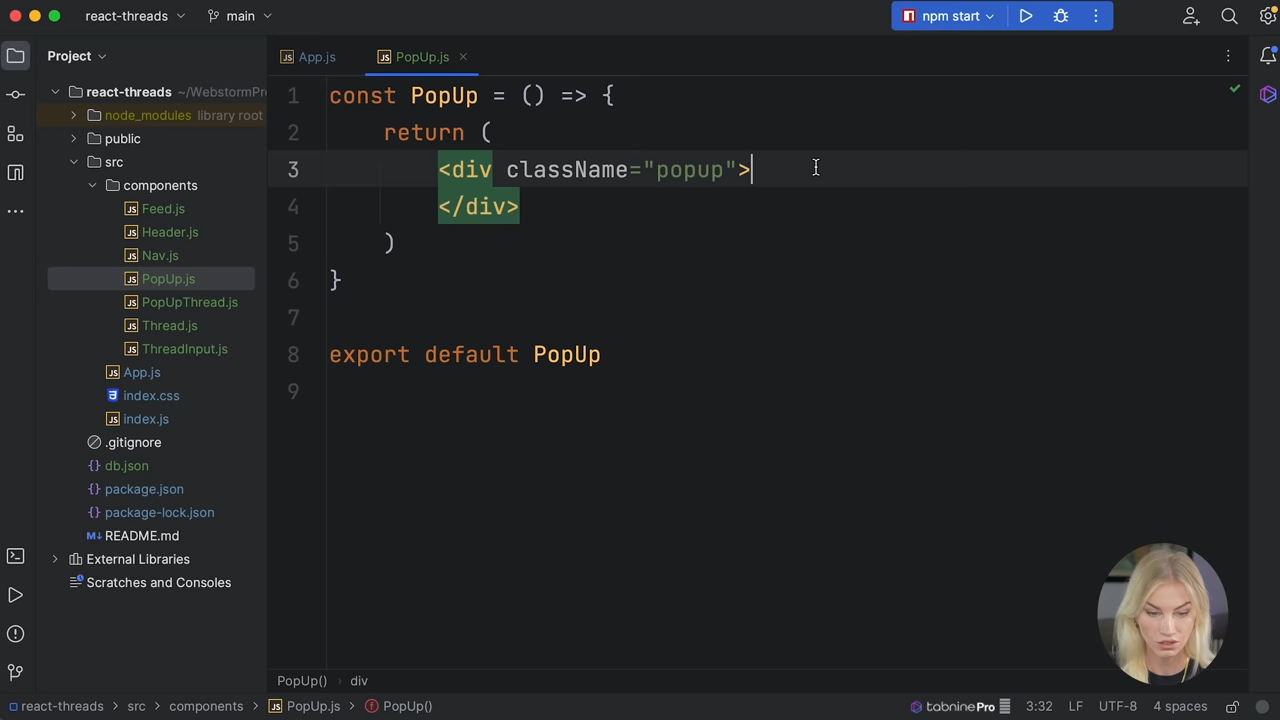 react-threads
main
npm start
Project
App.js
PopUp.js
react-threads ~/WebstormPr
node_modules library root
public
src
components
Feed.js
Header.js
Nav.js
PopUp.js
PopUpThread.js
Thread.js
ThreadInput.js
App.js
index.css
index.js
.gitignore
db.json
package.json
package-lock.json
README.md
External Libraries
Scratches and Consoles
1 const PopUp = () => {
2 return (
3 <div className="popup">
4 </div>
5 )
6 }
7
8 export default PopUp
9
PopUp() div
react-threads src components PopUp.js PopUp()
tabninePro 3:32 LF UTF-8 4 spaces